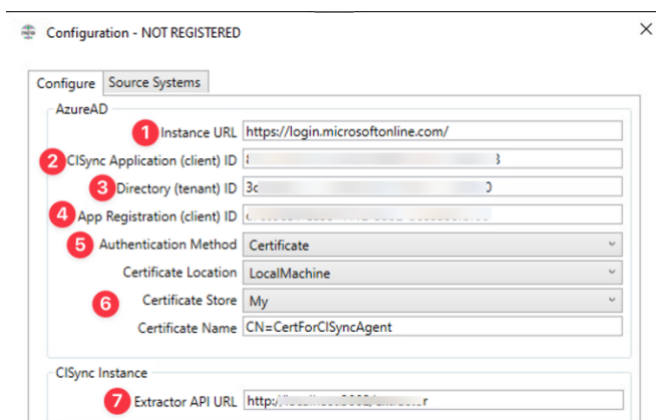 Configuration - NOT REGISTERED
Configure Source Systems
AzureAD
1 Instance URL https://login.microsoftonline.com/
2 CISync Application (client) ID
3 Directory (tenant) ID
4 App Registration (client) ID
5 Authentication Method Certificate
Certificate Location LocalMachine
6 Certificate Store My
Certificate Name CN=CertForCISyncAgent
CISync Instance
7 Extractor API URL